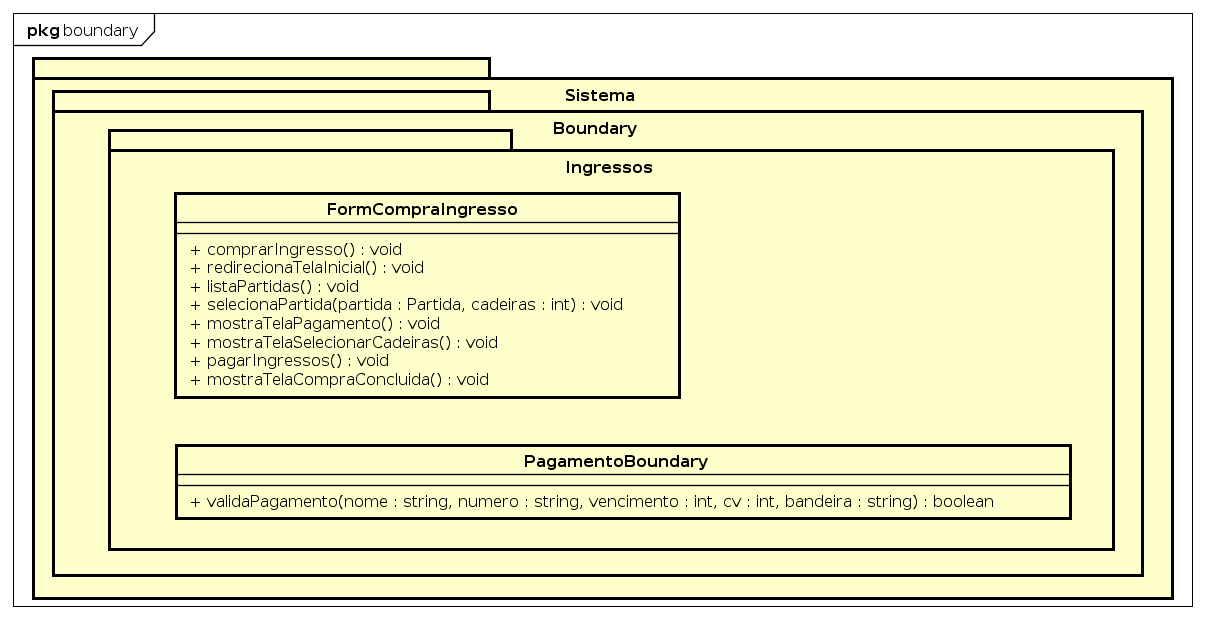 pkg boundary
Sistema
Boundary
Ingressos
FormCompraIngresso
+ comprarIngresso() : void
+ redirecionaTelaInicial() : void
+ listaPartidas() : void
+ selecionaPartida(partida : Partida, cadeiras : int) : void
+ mostraTelaPagamento() : void
+ mostraTelaSelecionarCadeiras() : void
+ pagarIngressos() : void
+ mostraTelaCompraConcluida() : void
PagamentoBoundary
+ validaPagamento(nome : string, numero : string, vencimento : int, cv : int, bandeira : string) : boolean